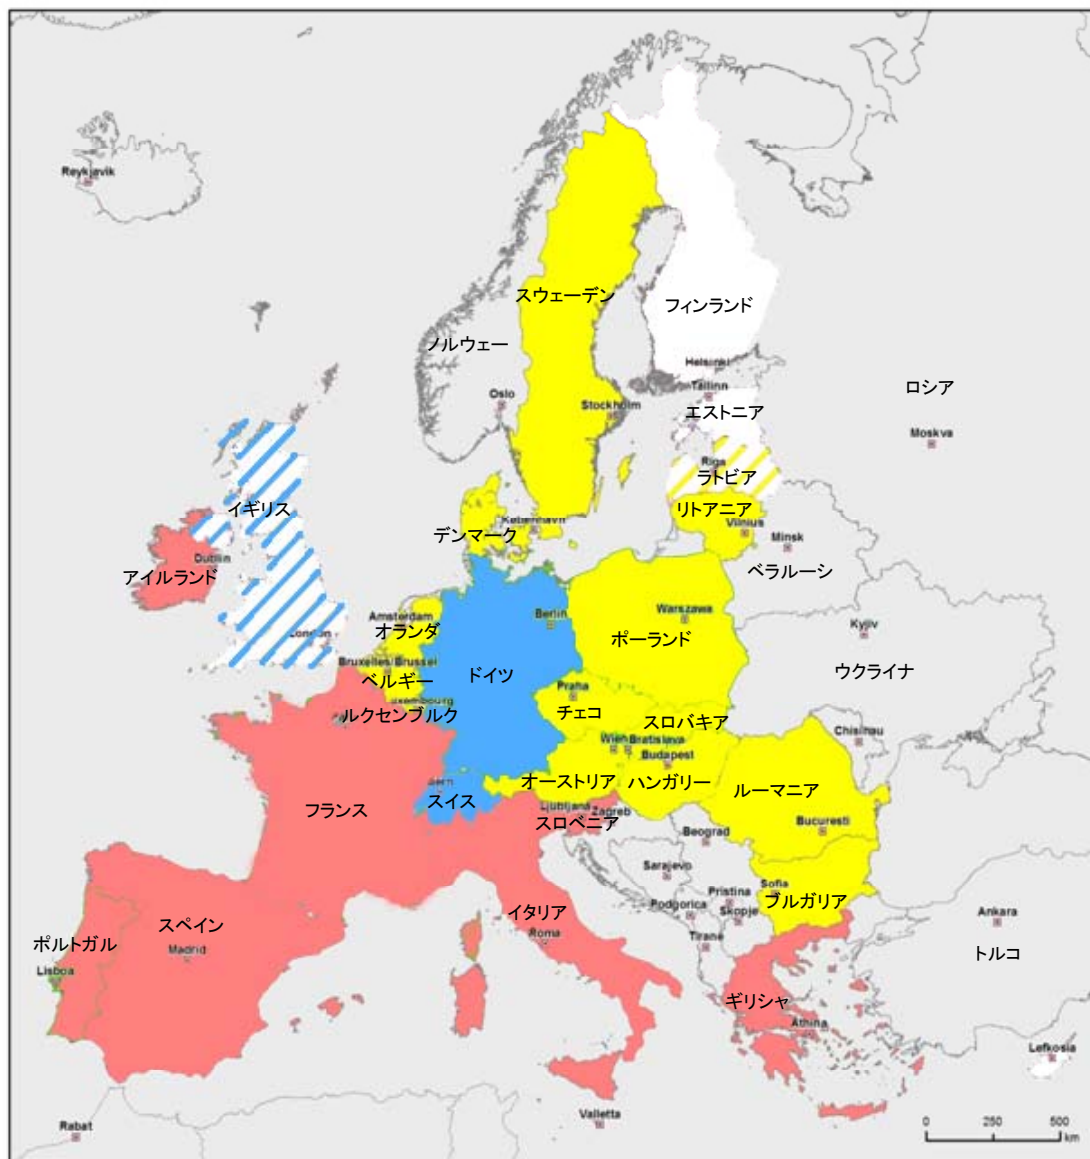 Reykjavik
スウェーデン
フィンランド
ノルウェー
Helsinki
Tallinn
ロシア
Oslo
Stockholm
エストニア
Moskva
Riga
ラトビア
イギリス
リトアニア
København
Vilnius
デンマーク
Minsk
Dublin
アイルランド
ベラルーシ
Amsterdam
Berlin
Warszawa
オランダ
Kyiv
London
ポーランド
Bruxelles/Brussel
ドイツ
ウクライナ
ベルギー
Praha
ルクセンブルク
チェコ
スロバキア
Chisinau
Wien
Bratislava
Budapest
オーストリア
ハンガリー
ルーマニア
Bern
スイス
フランス
Ljubljana
Zagreb
スロベニア
Bucuresti
Beograd
Sarajevo
Pristina
Sofia
ブルガリア
Podgorica
Skopje
イタリア
スペイン
Ankara
ポルトガル
Roma
Tirane
Madrid
トルコ
Lisboa
ギリシャ
Athina
Lefkosia
Valletta
Rabat
0 250 500
km